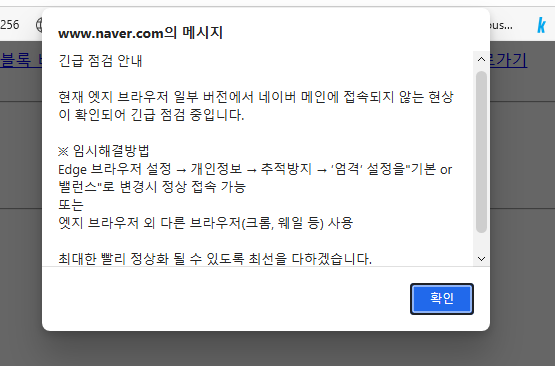 256
www.naver.com의 메시지
긴급 점검 안내
현재 엣지 브라우저 일부 버전에서 네이버 메인에 접속되지 않는 현상
이 확인되어 긴급 점검 중입니다.
※ 임시해결방법
Edge 브라우저 설정 → 개인정보 → 추적방지 → '엄격' 설정을"기본 or
밸런스"로 변경시 정상 접속 가능
또는
엣지 브라우저 외 다른 브라우저(크롬, 웨일 등) 사용
최대한 빨리 정상화 될 수 있도록 최선을 다하겠습니다.
확인
블록
가기